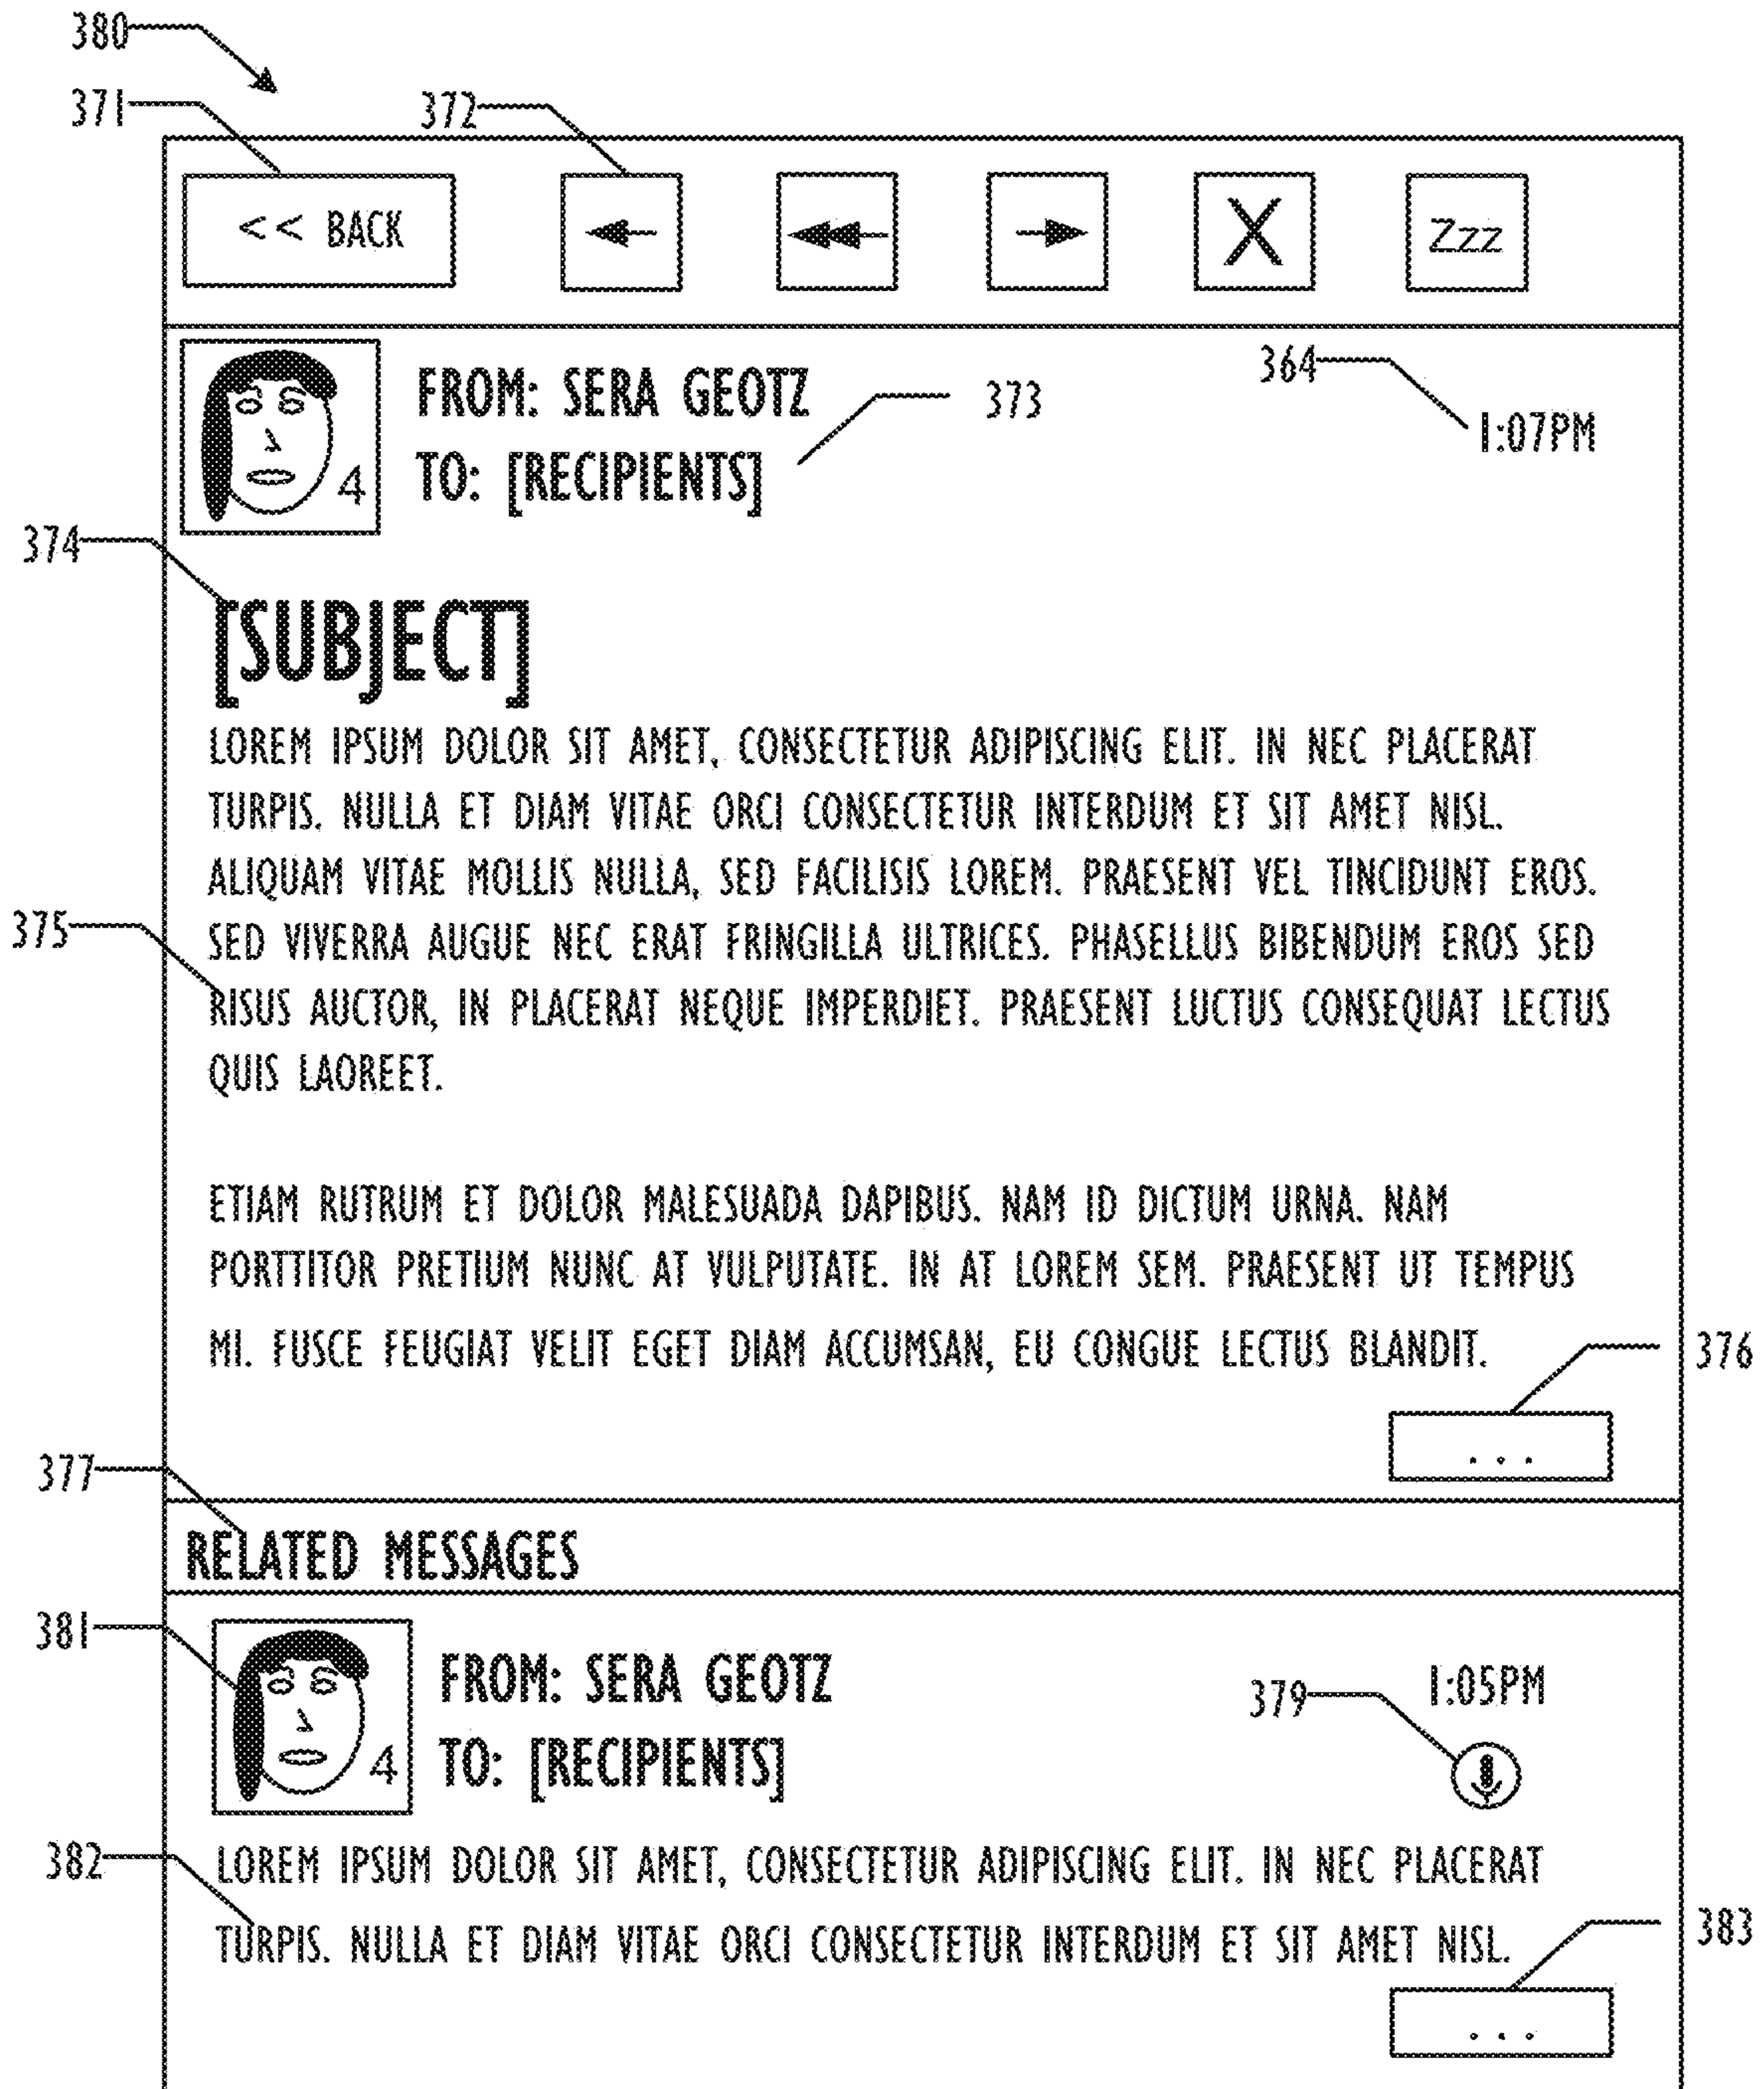 380
371
372
<< BACK
X
Zzz
FROM: SERA GEOTZ
373
364
1:07PM
4
TO: [RECIPIENTS]
374
[SUBJECT]
LOREM IPSUM DOLOR SIT AMET, CONSECTETUR ADIPISCING ELIT. IN NEC PLACERAT
TURPIS. NULLA ET DIAM VITAE ORCI CONSECTETUR INTERDUM ET SIT AMET NISL.
ALIQUAM VITAE MOLLIS NULLA, SED FACILISIS LOREM. PRAESENT VEL TINCIDUNT EROS.
375
SED VIVERRA AUGUE NEC ERAT FRINGILLA ULTRICES. PHASELLUS BIBENDUM EROS SED
RISUS AUCTOR, IN PLACERAT NEQUE IMPERDIET. PRAESENT LUCTUS CONSEQUAT LECTUS
QUIS LAOREET.
ETIAM RUTRUM ET DOLOR MALESUADA DAPIBUS. NAM ID DICTUM URNA. NAM
PORTTITOR PRETIUM NUNC AT VULPUTATE. IN AT LOREM SEM. PRAESENT UT TEMPUS
MI. FUSCE FEUGIAT VELIT EGET DIAM ACCUMSAN, EU CONGUE LECTUS BLANDIT.
376
...
377
RELATED MESSAGES
381
FROM: SERA GEOTZ
379
1:05PM
4
TO: [RECIPIENTS]
382
LOREM IPSUM DOLOR SIT AMET, CONSECTETUR ADIPISCING ELIT. IN NEC PLACERAT
TURPIS. NULLA ET DIAM VITAE ORCI CONSECTETUR INTERDUM ET SIT AMET NISL.
383
...